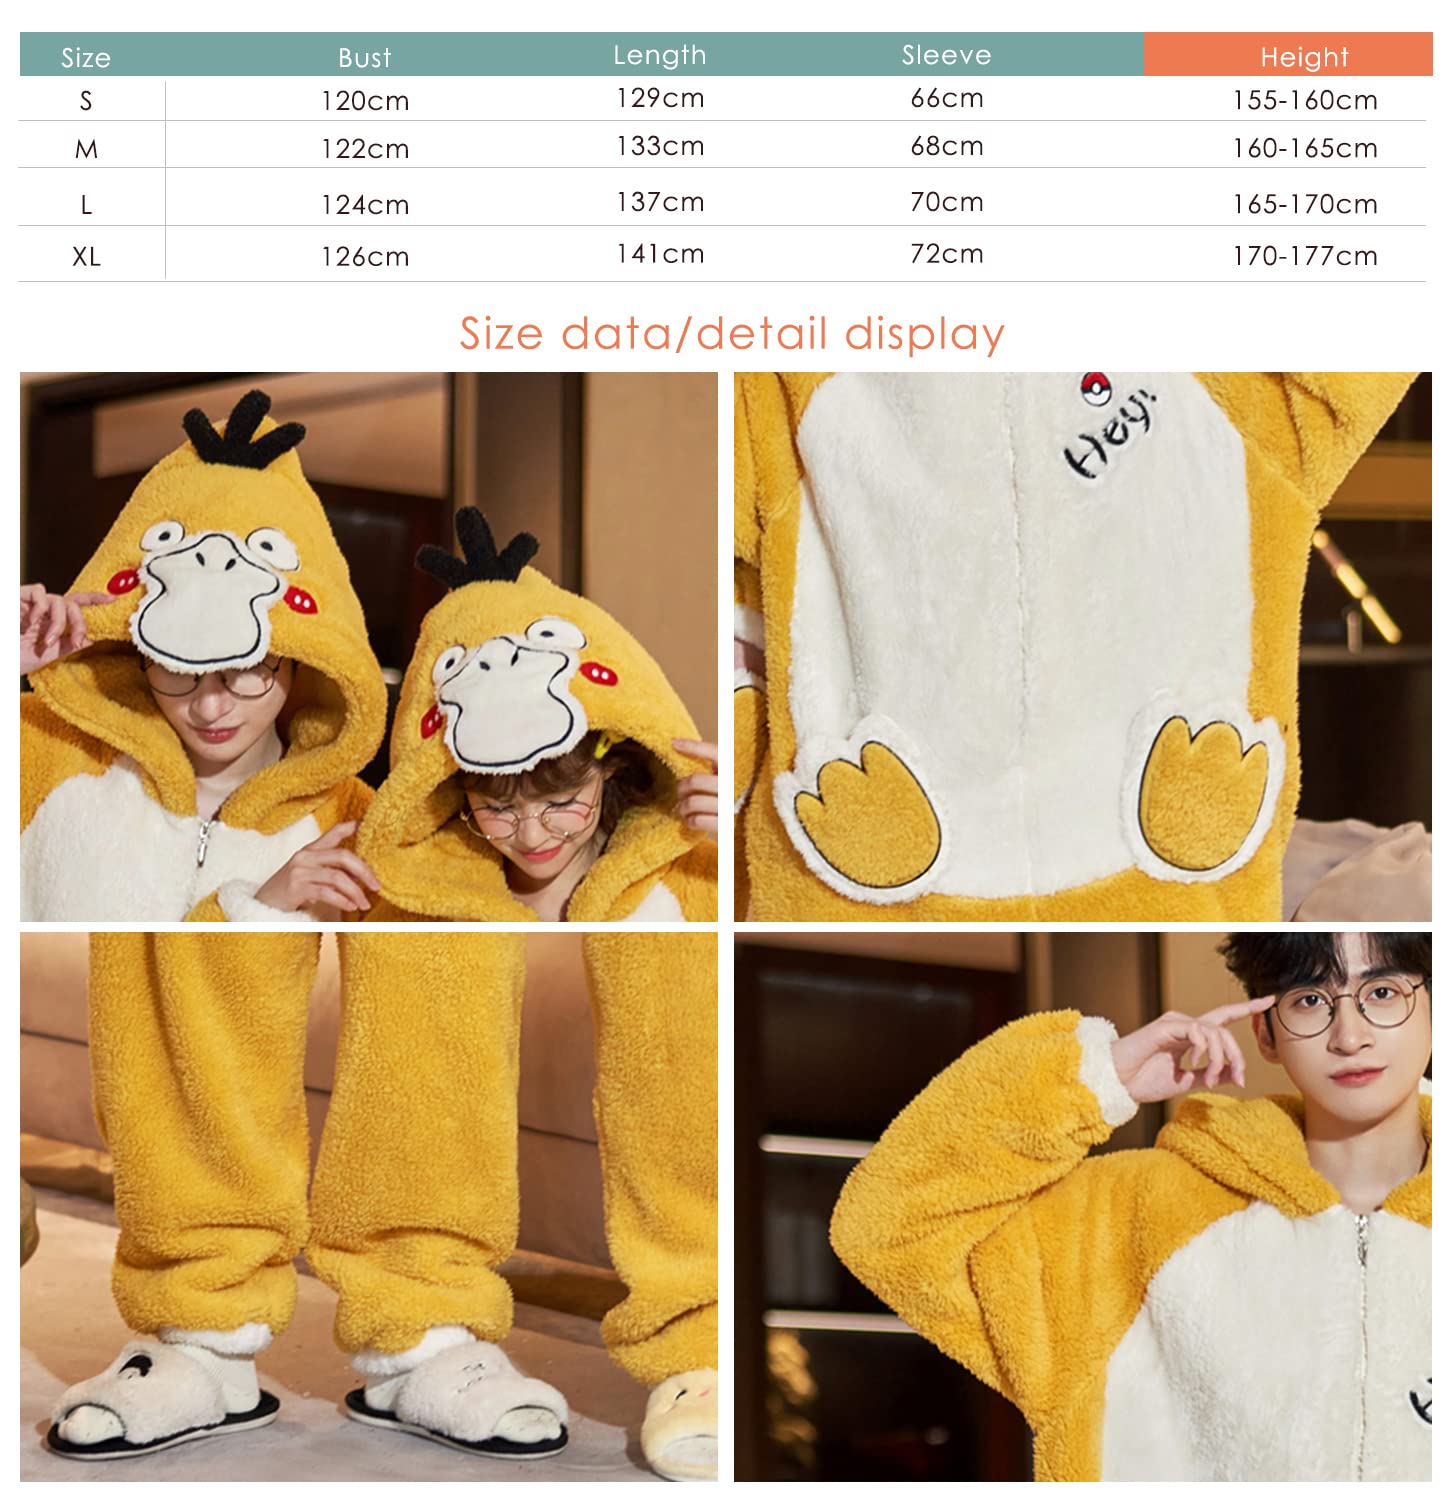 Size Bust Length Sleeve Height
S 120cm 129cm 66cm 155-160cm
M 122cm 133cm 68cm 160-165cm
L 124cm 137cm 70cm 165-170cm
XL 126cm 141cm 72cm 170-177cm
Size data/detail display
Hey!